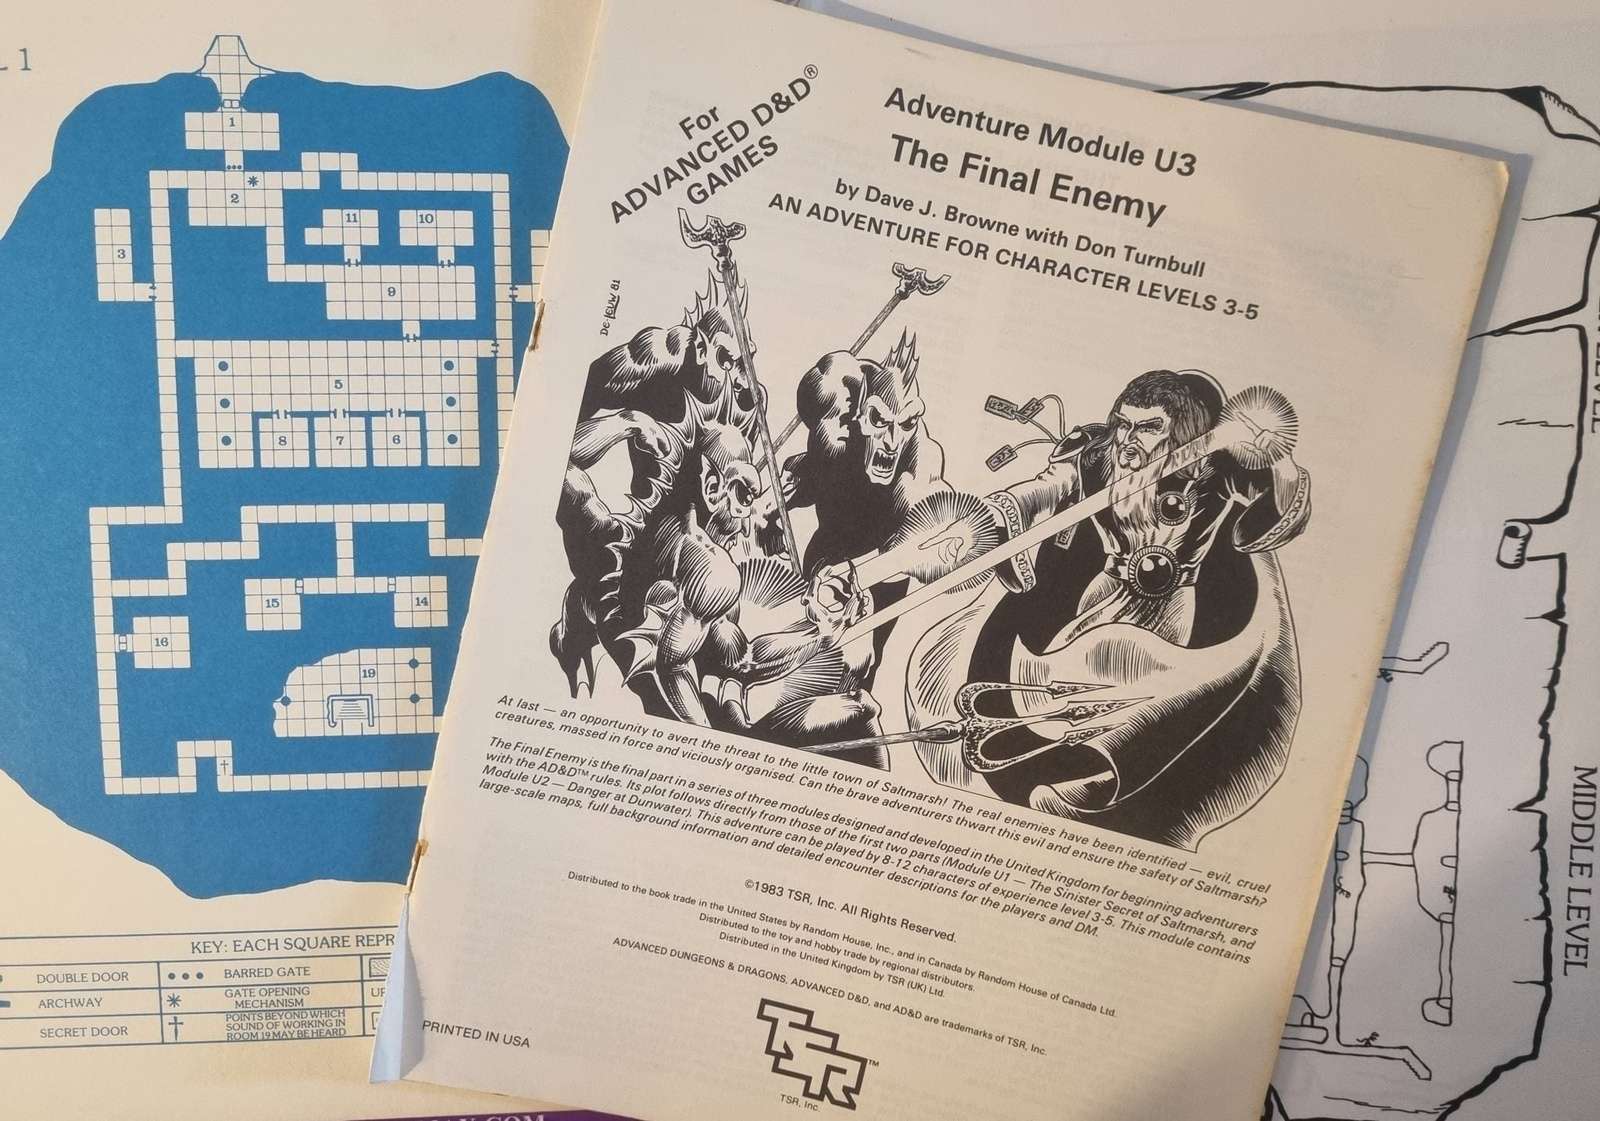 L 1
1
2
3
11
10
9
5
8
7
6
15
14
16
19
KEY: EACH SQUARE REPR
DOUBLE DOOR
BARRED GATE
ARCHWAY
GATE OPENING
MECHANISM
UP
SECRET DOOR
POINTS BEYOND WHICH
SOUND OF WORKING IN
ROOM 19 MAY BE HEARD
For
ADVANCED D&D®
GAMES
Adventure Module U3
The Final Enemy
by Dave J. Browne with Don Turnbull
AN ADVENTURE FOR CHARACTER LEVELS 3-5
DE-LEUW 81
At last — an opportunity to avert the threat to the little town of Saltmarsh! The real enemies have been identified — evil, cruel
creatures, massed in force and viciously organised. Can the brave adventurers thwart this evil and ensure the safety of Saltmarsh?
The Final Enemy is the final part in a series of three modules designed and developed in the United Kingdom for beginning adventurers
with the AD&D™ rules. Its plot follows directly from those of the first two parts (Module U1 — The Sinister Secret of Saltmarsh, and
Module U2 — Danger at Dunwater). This adventure can be played by 8-12 characters of experience level 3-5. This module contains
large-scale maps, full background information and detailed encounter descriptions for the players and DM.
©1983 TSR, Inc. All Rights Reserved.
Distributed to the book trade in the United States by Random House, Inc., and in Canada by Random House of Canada Ltd.
Distributed to the toy and hobby trade by regional distributors.
Distributed in the United Kingdom by TSR (UK) Ltd.
ADVANCED DUNGEONS & DRAGONS, ADVANCED D&D, and AD&D are trademarks of TSR, Inc.
PRINTED IN USA
TSR™
TSR, Inc.
LEVEL
MIDDLE LEVEL
.COM